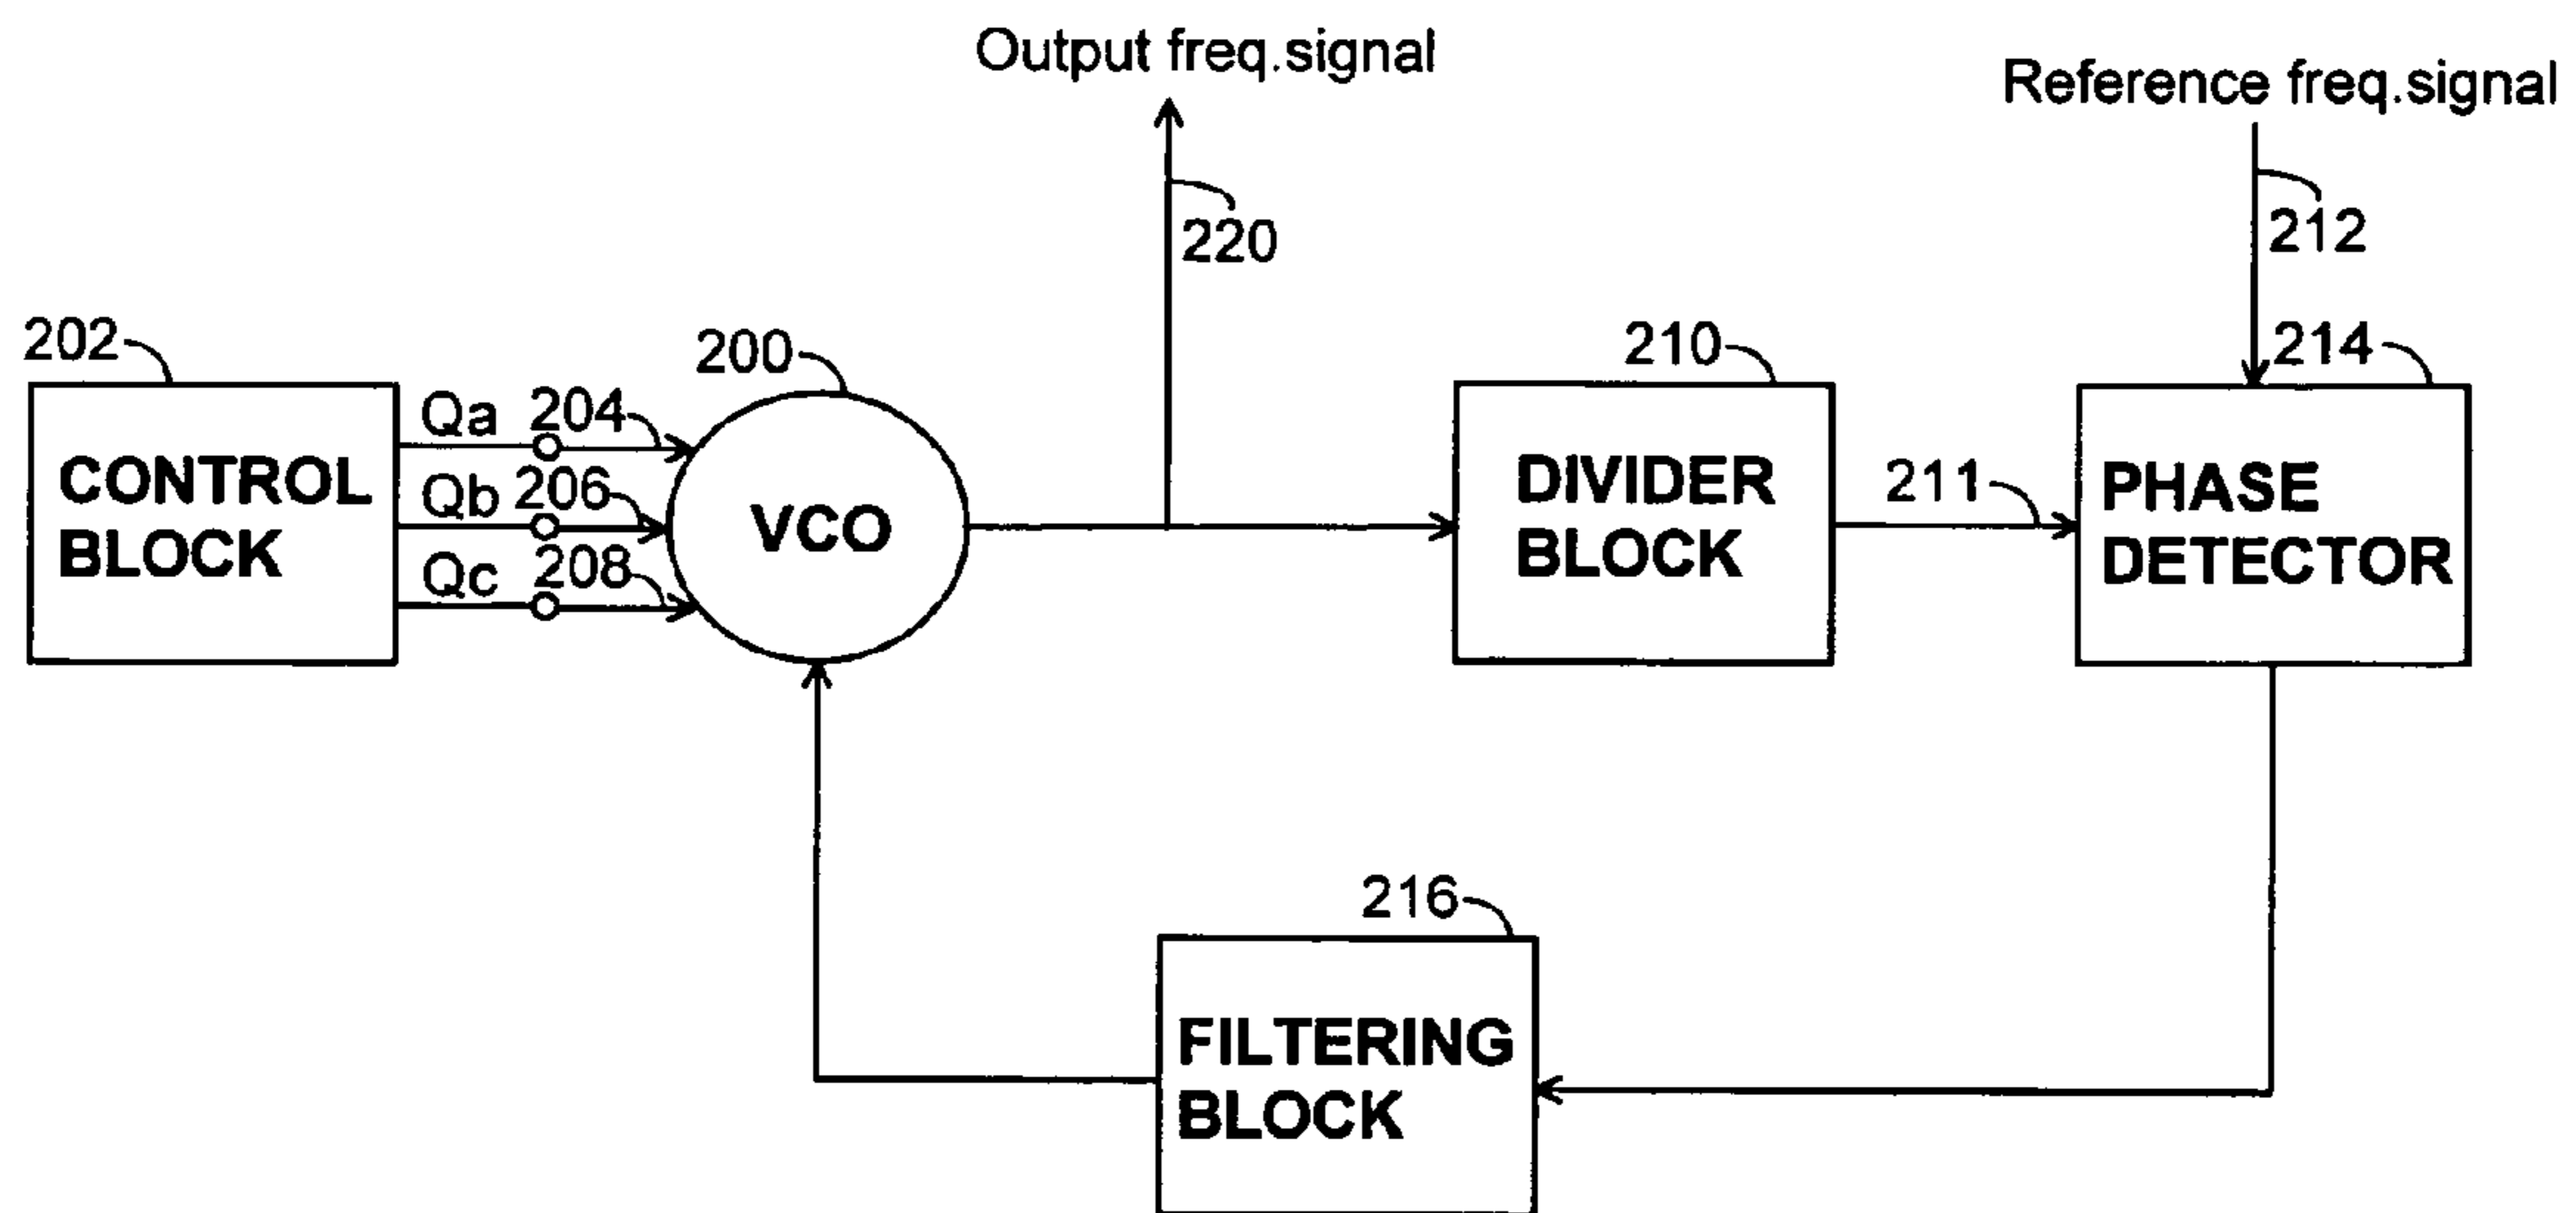 Output freq.signal
Reference freq.signal
220
212
202
200
210
214
Qa 204
Qb 206
Qc 208
CONTROL
BLOCK
VCO
DIVIDER
BLOCK
211
PHASE
DETECTOR
216
FILTERING
BLOCK